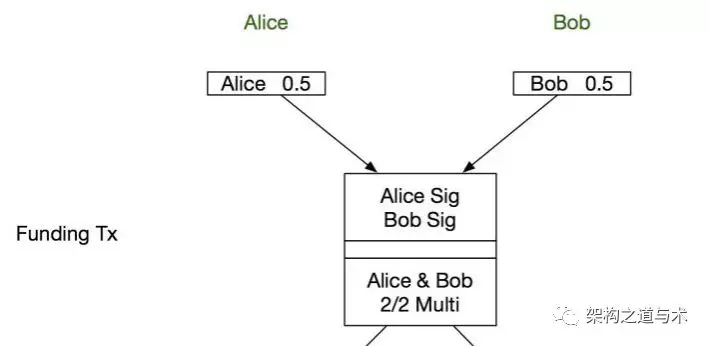 Alice
Bob
Alice 0.5
Bob 0.5
Alice Sig
Bob Sig
Funding Tx
Alice & Bob
2/2 Multi
架构之道与术